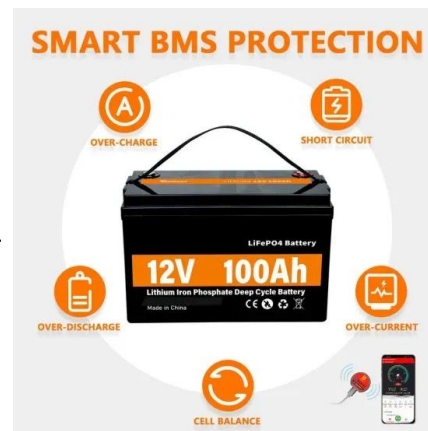 SMART BMS PROTECTION
OVER-CHARGE
SHORT CIRCUIT
LiFePO4 Battery
12V 100Ah
Lithium Iron Phosphate Deep Cycle Battery
Made in China
CE
OVER-DISCHARGE
OVER-CURRENT
CELL BALANCE